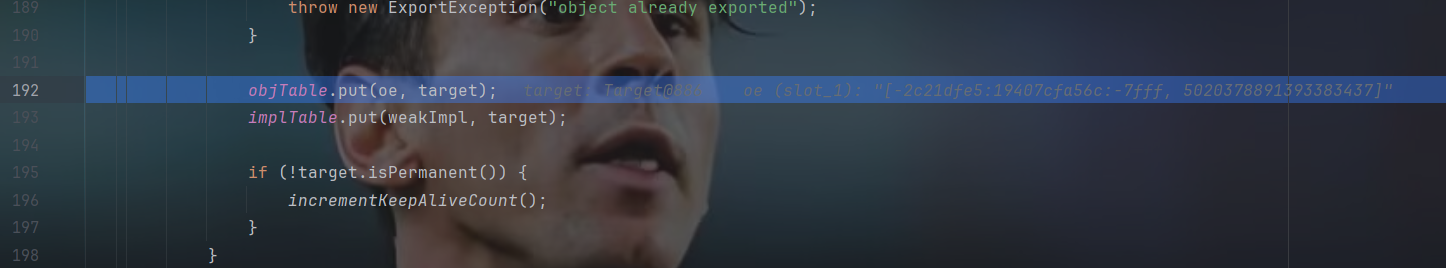 189 throw new ExportException("object already exported");
190 }
191
192 objTable.put(oe, target); target: Target@886 oe (slot_1): "[-2c21dfe5:19407cfa56c:-7fff, 5020378891393383437]"
193 implTable.put(weakImpl, target);
194
195 if (!target.isPermanent()) {
196 incrementKeepAliveCount();
197 }
198 }